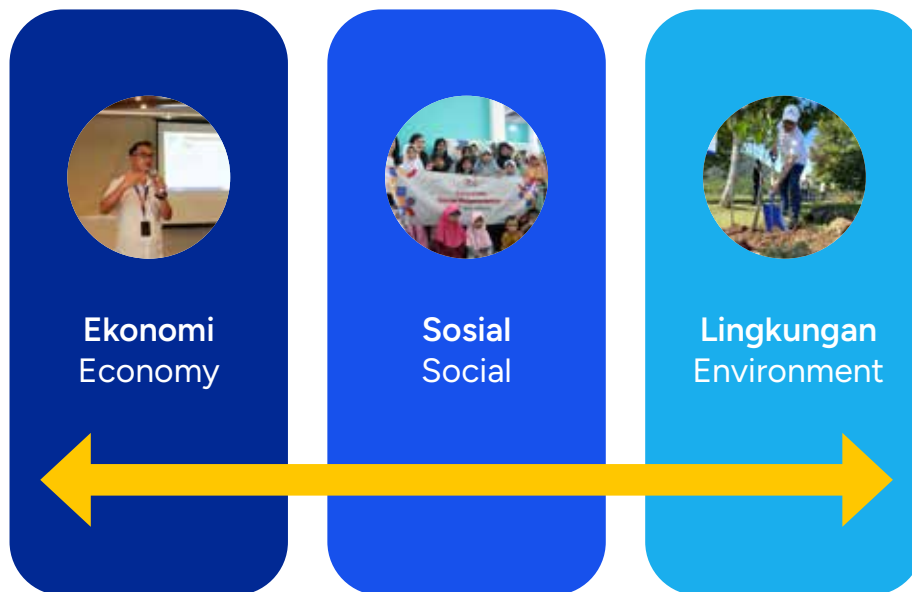 Ekonomi
Economy
Sosial
Social
Lingkungan
Environment